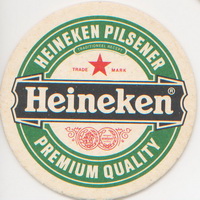 HEINEKEN PILSENER
TRADE MARK
Heineken®
PREMIUM QUALITY